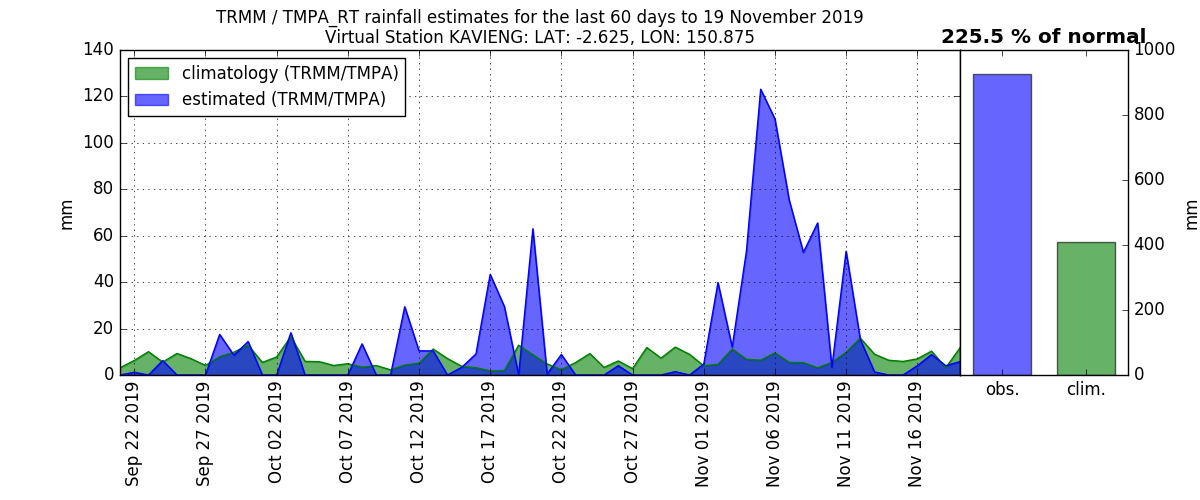 TRMM / TMPA_RT rainfall estimates for the last 60 days to 19 November 2019
Virtual Station KAVIENG: LAT: -2.625, LON: 150.875
225.5 % of normal
climatology (TRMM/TMPA)
estimated (TRMM/TMPA)
mm
140
120
100
80
60
40
20
0
Sep 22 2019
Sep 27 2019
Oct 02 2019
Oct 07 2019
Oct 12 2019
Oct 17 2019
Oct 22 2019
Oct 27 2019
Nov 01 2019
Nov 06 2019
Nov 11 2019
Nov 16 2019
obs.
clim.
1000
800
600
400
200
0
mm